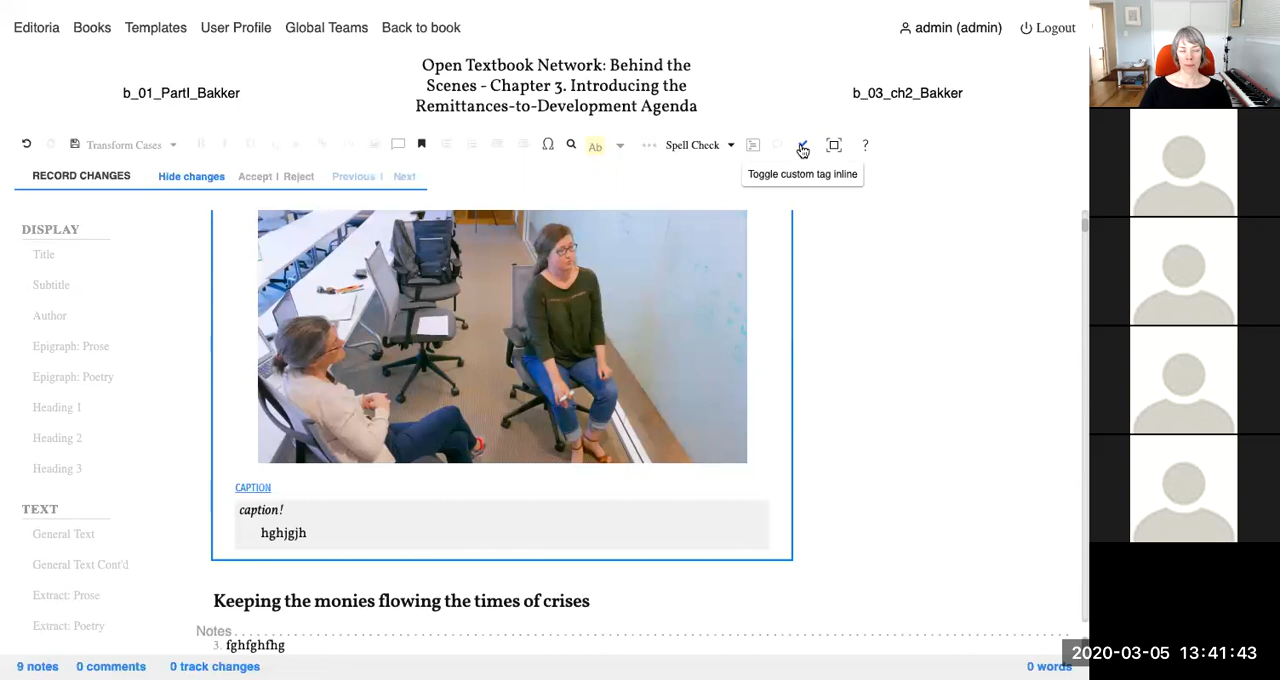 Editoria Books Templates User Profile Global Teams Back to book admin (admin) Logout
b_01_PartI_Bakker
Open Textbook Network: Behind the
Scenes - Chapter 3. Introducing the
Remittances-to-Development Agenda
b_03_ch2_Bakker
Transform Cases Ab Spell Check ?
Toggle custom tag inline
RECORD CHANGES Hide changes Accept Reject Previous Next
DISPLAY
Title
Subtitle
Author
Epigraph: Prose
Epigraph: Poetry
Heading 1
Heading 2
Heading 3
TEXT
General Text
General Text Cont'd
Extract: Prose
Extract: Poetry
CAPTION
caption!
hghjgjh
Keeping the monies flowing the times of crises
Notes
3. fghfghfhg
9 notes 0 comments 0 track changes 0 words
2020-03-05 13:41:43